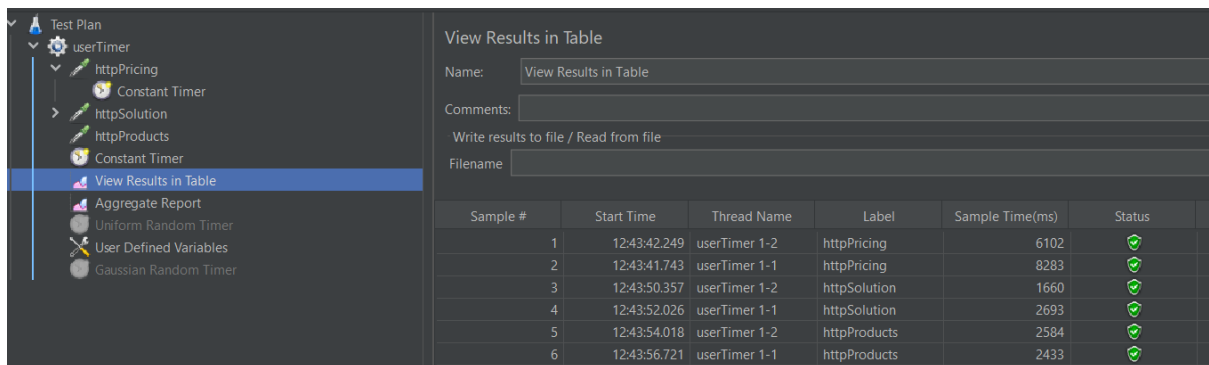 Test Plan
userTimer
httpPricing
Constant Timer
httpSolution
httpProducts
Constant Timer
View Results in Table
Aggregate Report
Uniform Random Timer
User Defined Variables
Gaussian Random Timer
View Results in Table
Name: View Results in Table
Comments:
Write results to file / Read from file
Filename
Sample # Start Time Thread Name Label Sample Time(ms) Status
1 12:43:42.249 userTimer 1-2 httpPricing 6102
2 12:43:41.743 userTimer 1-1 httpPricing 8283
3 12:43:50.357 userTimer 1-2 httpSolution 1660
4 12:43:52.026 userTimer 1-1 httpSolution 2693
5 12:43:54.018 userTimer 1-2 httpProducts 2584
6 12:43:56.721 userTimer 1-1 httpProducts 2433